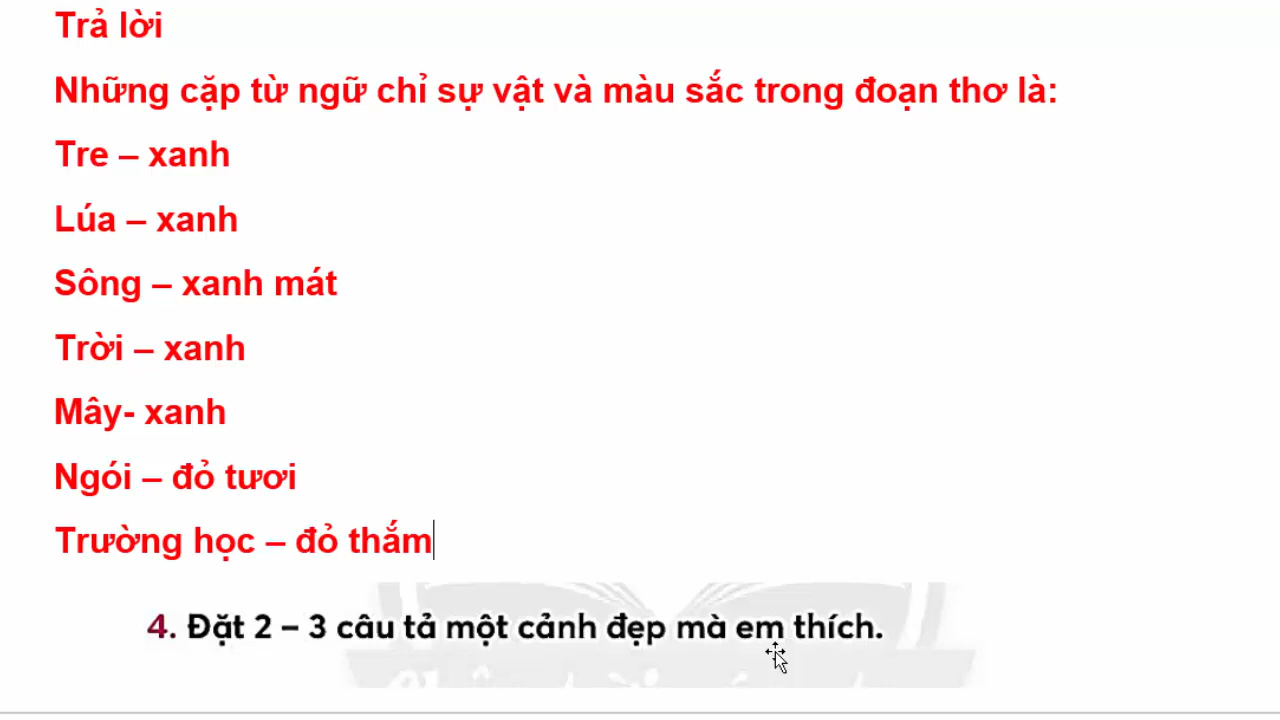 Trả lời
Những cặp từ ngữ chỉ sự vật và màu sắc trong đoạn thơ là:
Tre – xanh
Lúa – xanh
Sông – xanh mát
Trời – xanh
Mây- xanh
Ngói – đỏ tươi
Trường học – đỏ thắm
4. Đặt 2 – 3 câu tả một cảnh đẹp mà em thích.